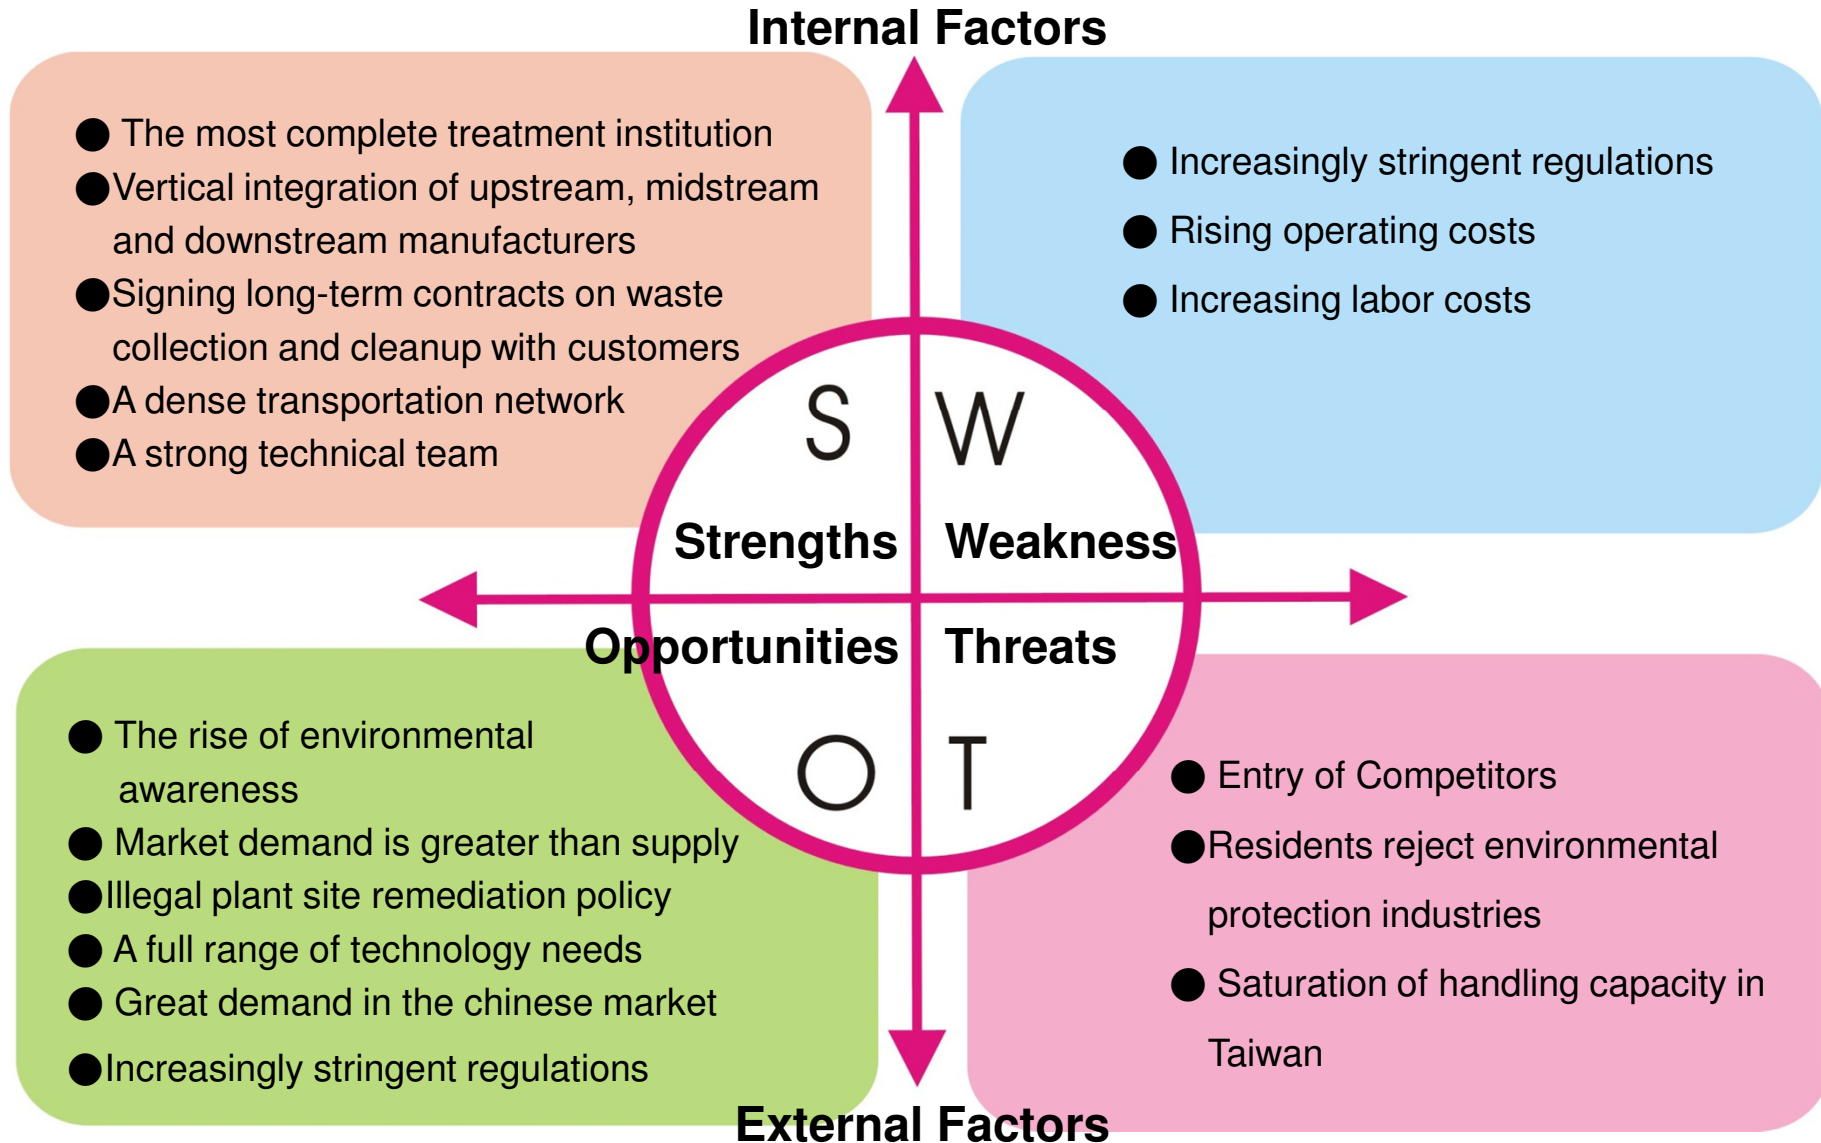 Internal Factors
● The most complete treatment institution
●Vertical integration of upstream, midstream
and downstream manufacturers
●Signing long-term contracts on waste
collection and cleanup with customers
●A dense transportation network
●A strong technical team
● Increasingly stringent regulations
● Rising operating costs
● Increasing labor costs
S W
Strengths Weakness
Opportunities Threats
O T
● The rise of environmental
awareness
● Market demand is greater than supply
●Illegal plant site remediation policy
● A full range of technology needs
● Great demand in the chinese market
●Increasingly stringent regulations
● Entry of Competitors
●Residents reject environmental
protection industries
● Saturation of handling capacity in
Taiwan
External Factors